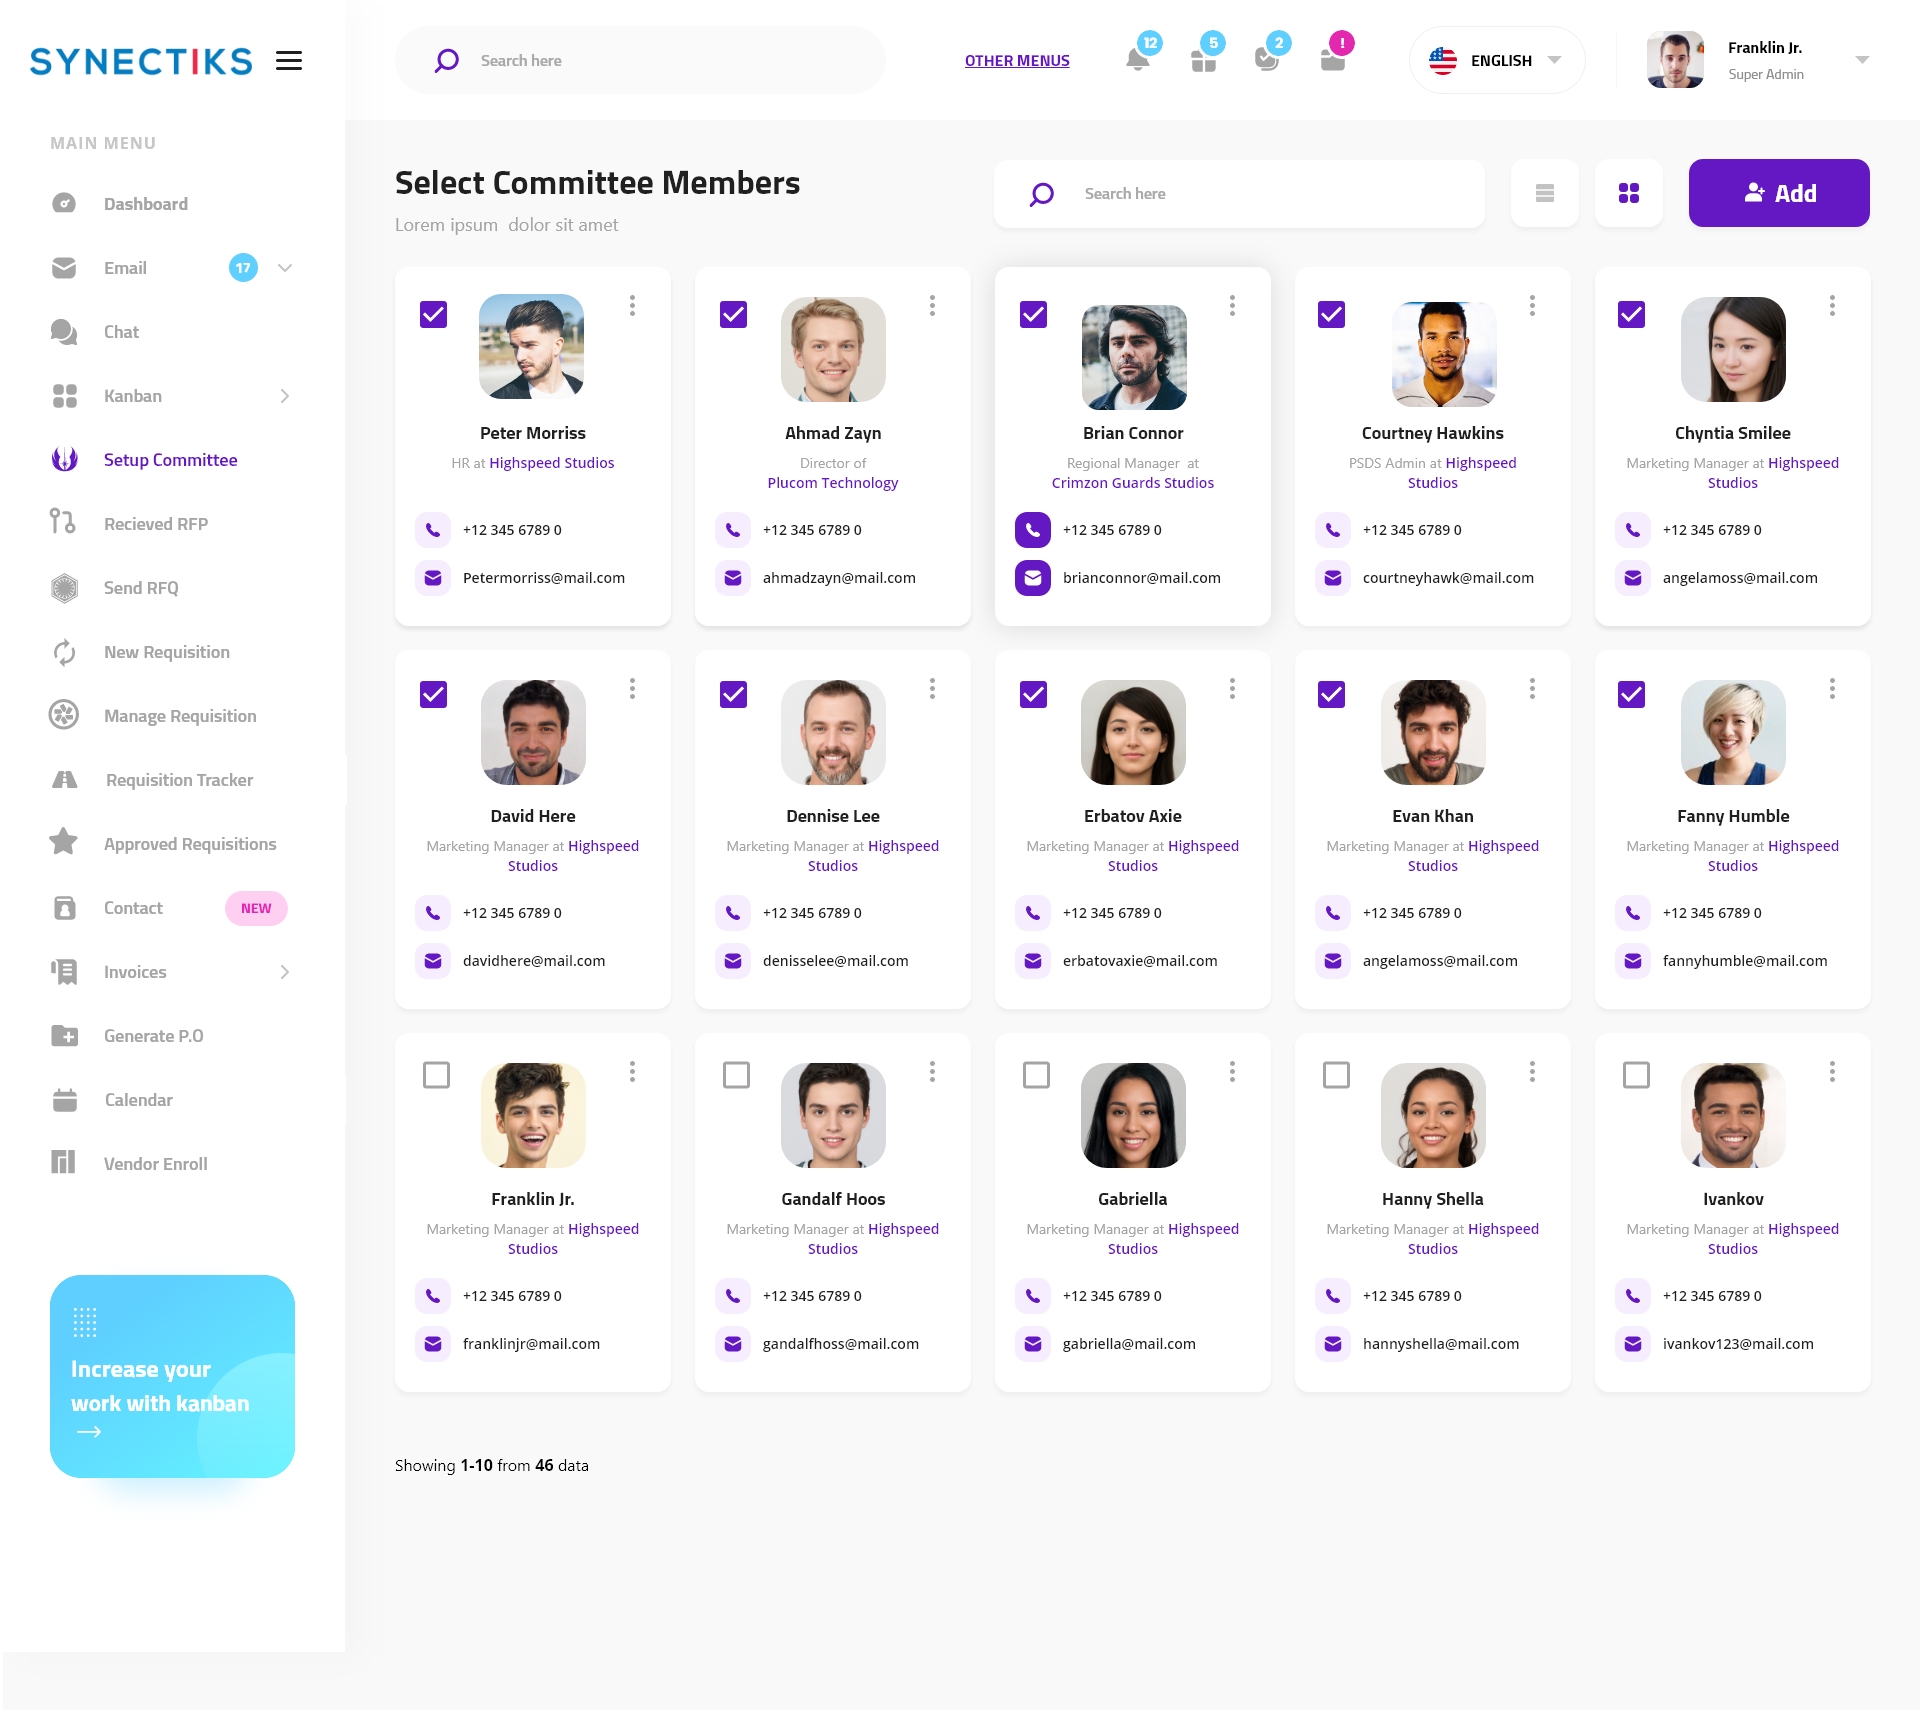 SYNECTIKS
Search here
OTHER MENUS
12
5
2
!
ENGLISH
Franklin Jr.
Super Admin
MAIN MENU
Dashboard
Email
17
Chat
Kanban
Setup Committee
Recieved RFP
Send RFQ
New Requisition
Manage Requisition
Requisition Tracker
Approved Requisitions
Contact
NEW
Invoices
Generate P.O
Calendar
Vendor Enroll
Increase your
work with kanban
Select Committee Members
Lorem ipsum  dolor sit amet
Search here
Add
Peter Morriss
HR at Highspeed Studios
+12 345 6789 0
Petermorriss@mail.com
Ahmad Zayn
Director of
Plucom Technology
+12 345 6789 0
ahmadzayn@mail.com
Brian Connor
Regional Manager  at
Crimzon Guards Studios
+12 345 6789 0
brianconnor@mail.com
Courtney Hawkins
PSDS Admin at Highspeed
Studios
+12 345 6789 0
courtneyhawk@mail.com
Chyntia Smilee
Marketing Manager at Highspeed
Studios
+12 345 6789 0
angelamoss@mail.com
David Here
Marketing Manager at Highspeed
Studios
+12 345 6789 0
davidhere@mail.com
Dennise Lee
Marketing Manager at Highspeed
Studios
+12 345 6789 0
denisselee@mail.com
Erbatov Axie
Marketing Manager at Highspeed
Studios
+12 345 6789 0
erbatovaxie@mail.com
Evan Khan
Marketing Manager at Highspeed
Studios
+12 345 6789 0
angelamoss@mail.com
Fanny Humble
Marketing Manager at Highspeed
Studios
+12 345 6789 0
fannyhumble@mail.com
Franklin Jr.
Marketing Manager at Highspeed
Studios
+12 345 6789 0
franklinjr@mail.com
Gandalf Hoos
Marketing Manager at Highspeed
Studios
+12 345 6789 0
gandalfhoss@mail.com
Gabriella
Marketing Manager at Highspeed
Studios
+12 345 6789 0
gabriella@mail.com
Hanny Shella
Marketing Manager at Highspeed
Studios
+12 345 6789 0
hannyshella@mail.com
Ivankov
Marketing Manager at Highspeed
Studios
+12 345 6789 0
ivankov123@mail.com
Showing 1-10 from 46 data